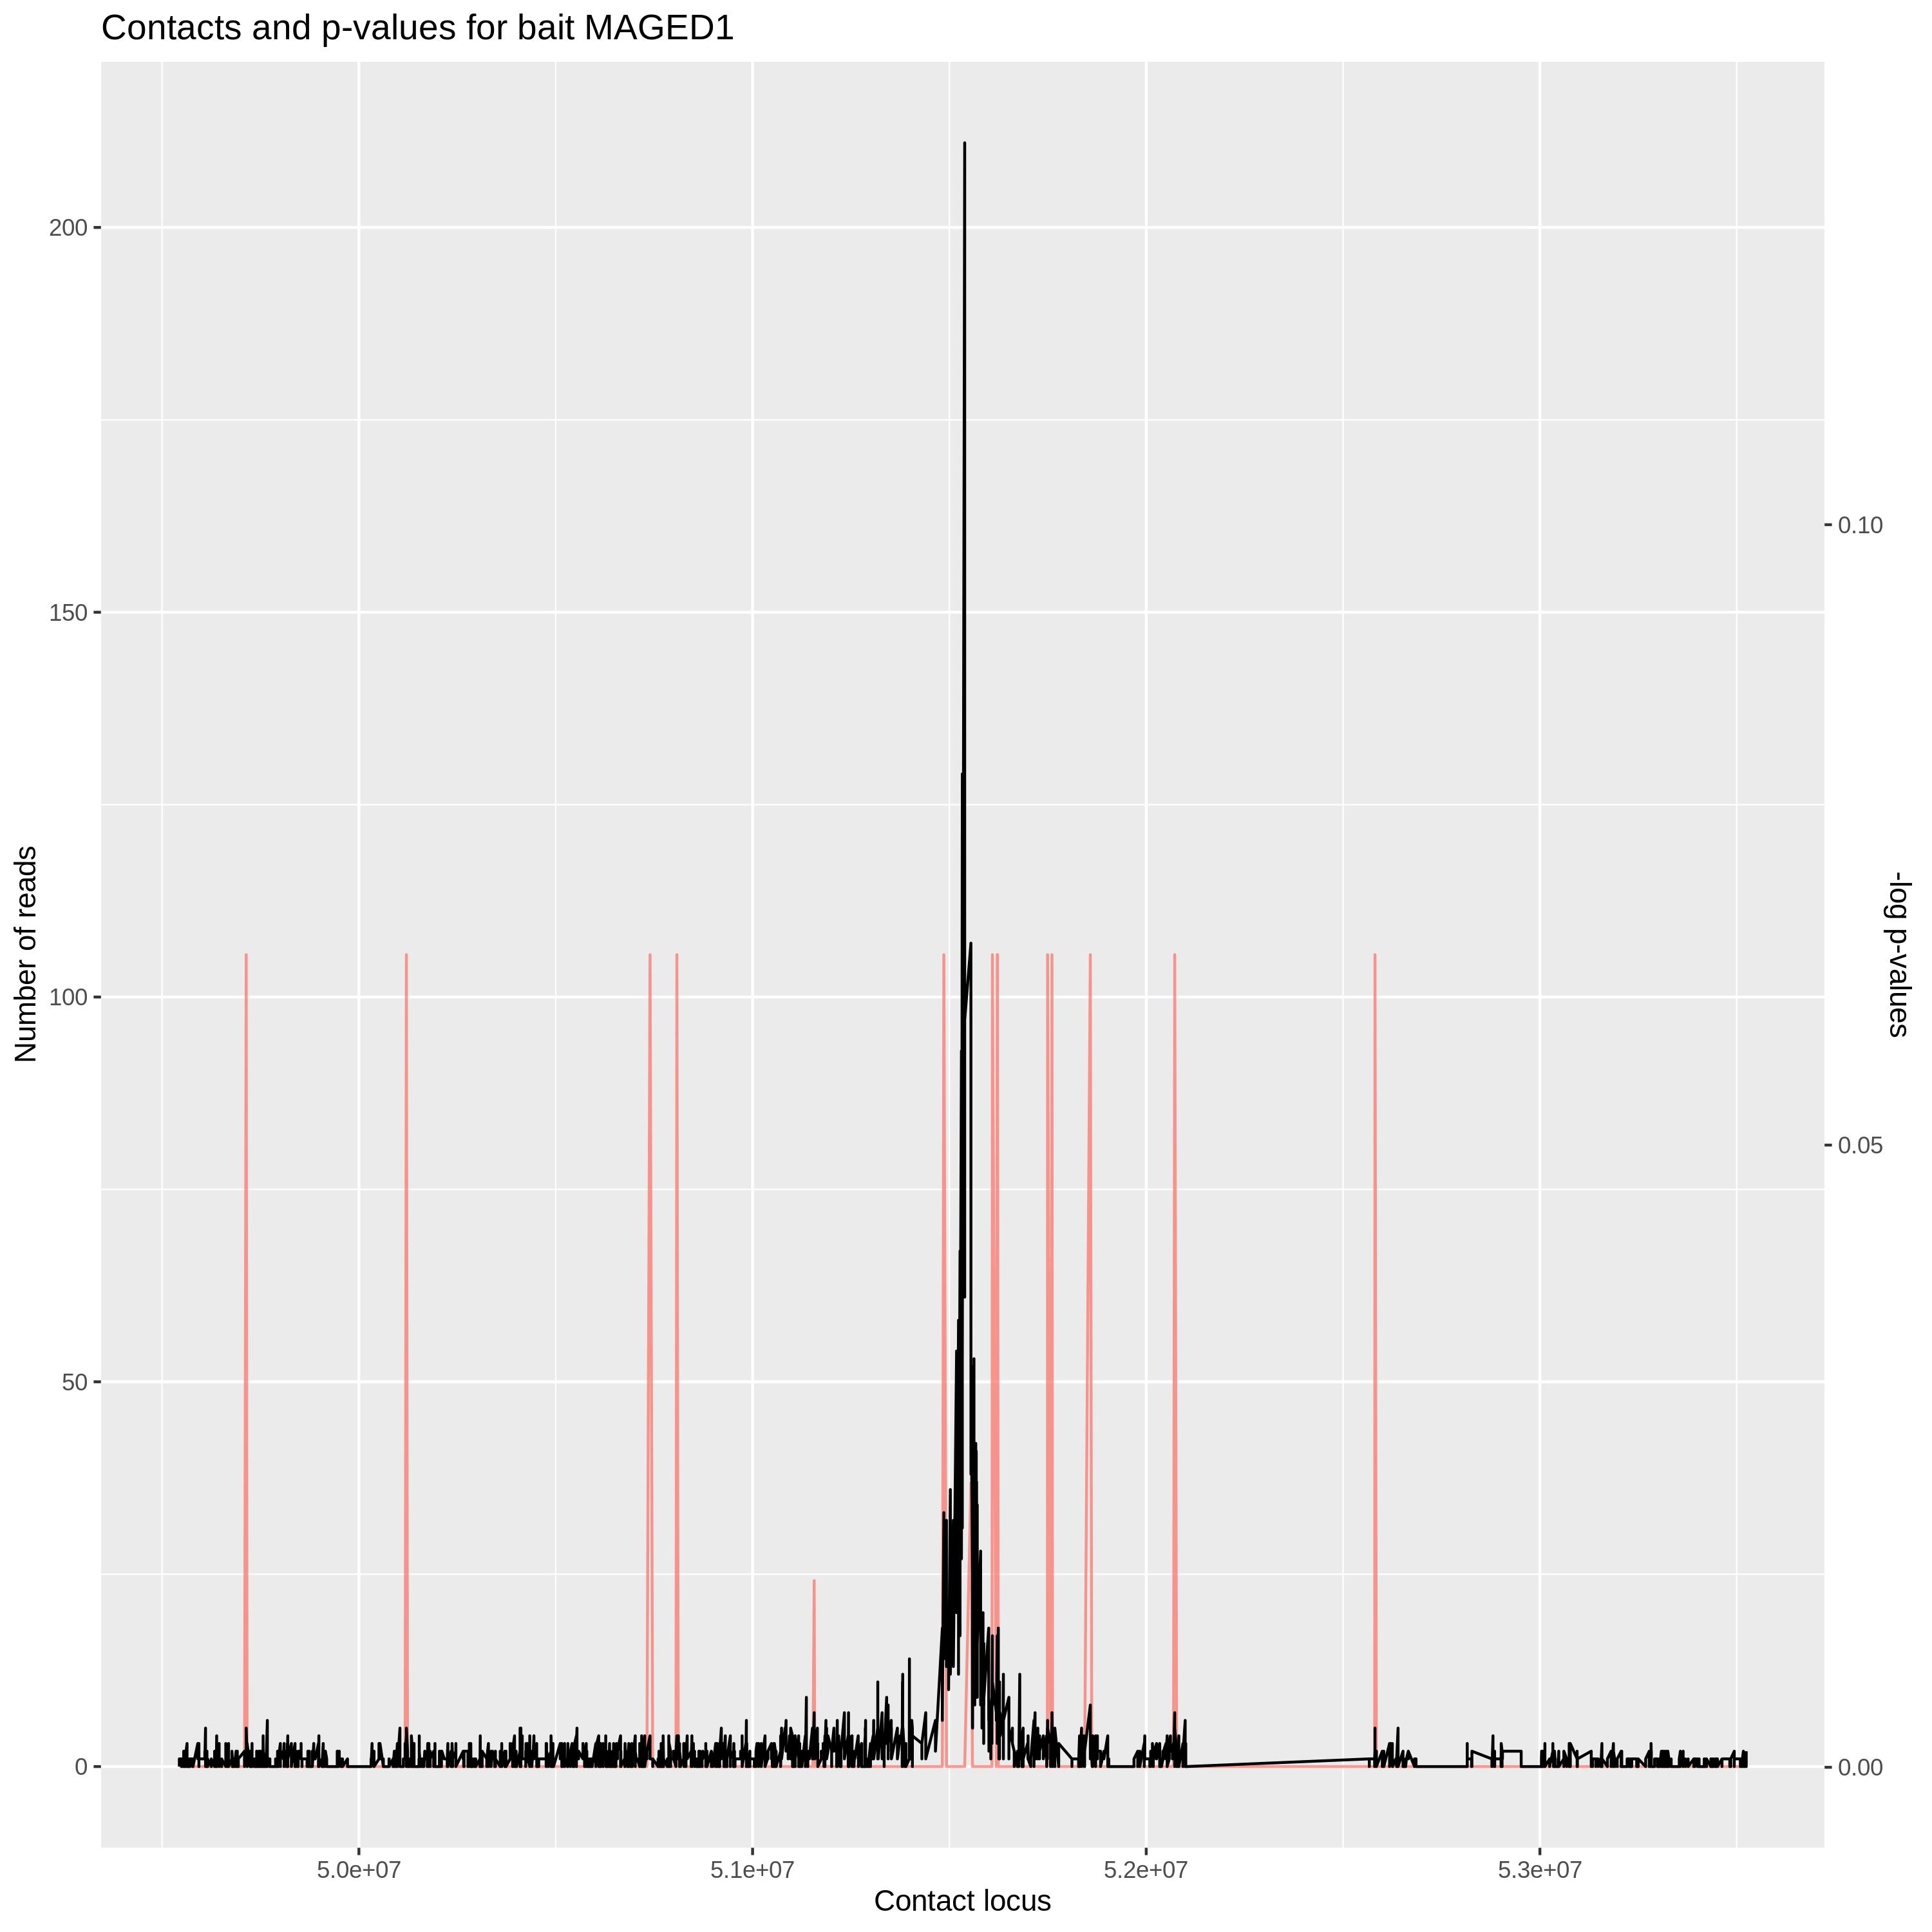 Contacts and p-values for bait MAGED1
Number of reads
200
150
100
50
0
0.10
0.05
0.00
-log p-values
5.0e+07
5.1e+07
5.2e+07
5.3e+07
Contact locus